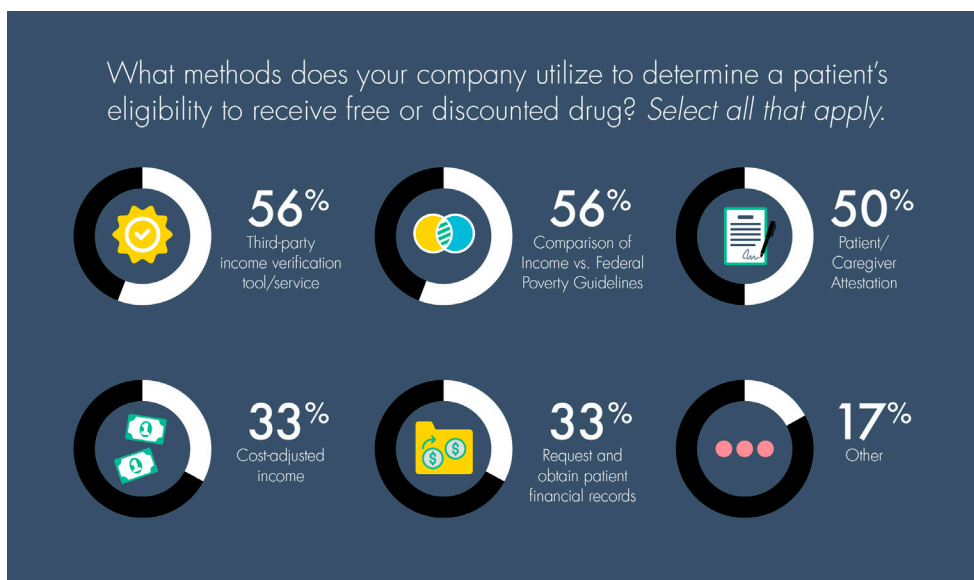 What methods does your company utilize to determine a patient's
eligibility to receive free or discounted drug? Select all that apply.
56%
Third-party
income verification
tool/service
56%
Comparison of
Income vs. Federal
Poverty Guidelines
50%
Patient/
Caregiver
Attestation
33%
Cost-adjusted
income
33%
Request and
obtain patient
financial records
17%
Other